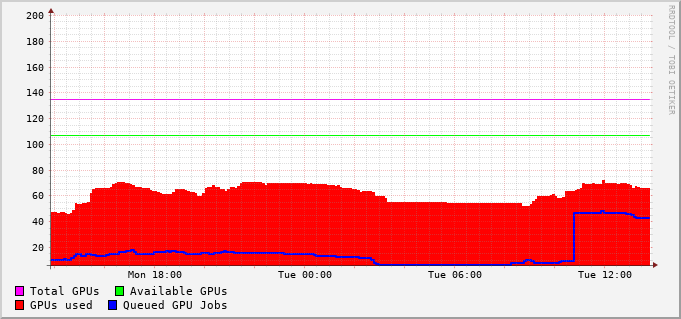 200
180
160
140
120
100
80
60
40
20
Mon 18:00 Tue 00:00 Tue 06:00 Tue 12:00
Total GPUs Available GPUs
GPUs used Queued GPU Jobs
RRDTOOL / TOBI OETIKER